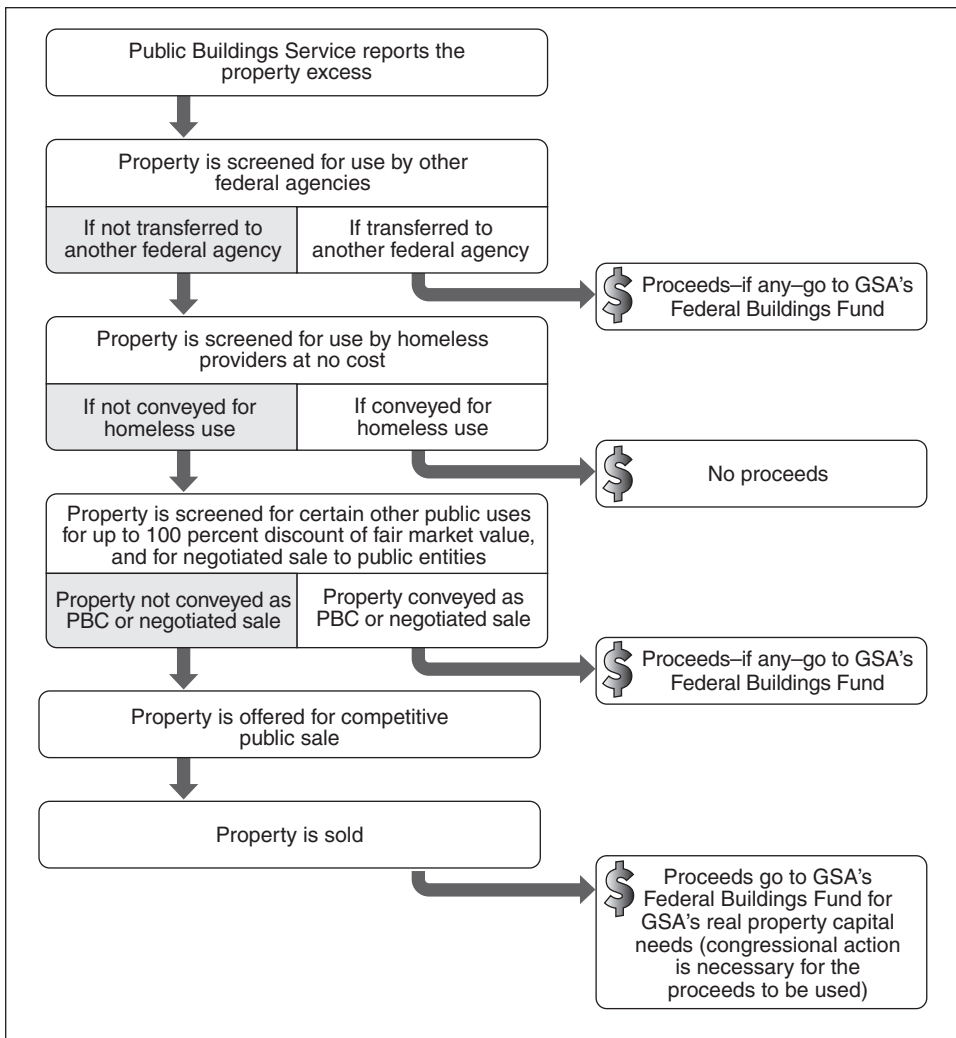 Public Buildings Service reports the
property excess
Property is screened for use by other
federal agencies
If not transferred to
another federal agency
If transferred to
another federal agency
Proceeds–if any–go to GSA's
Federal Buildings Fund
Property is screened for use by homeless
providers at no cost
If not conveyed for
homeless use
If conveyed for
homeless use
No proceeds
Property is screened for certain other public uses
for up to 100 percent discount of fair market value,
and for negotiated sale to public entities
Property not conveyed as
PBC or negotiated sale
Property conveyed as
PBC or negotiated sale
Proceeds–if any–go to GSA's
Federal Buildings Fund
Property is offered for competitive
public sale
Property is sold
Proceeds go to GSA's
Federal Buildings Fund for
GSA's real property capital
needs (congressional action
is necessary for the
proceeds to be used)